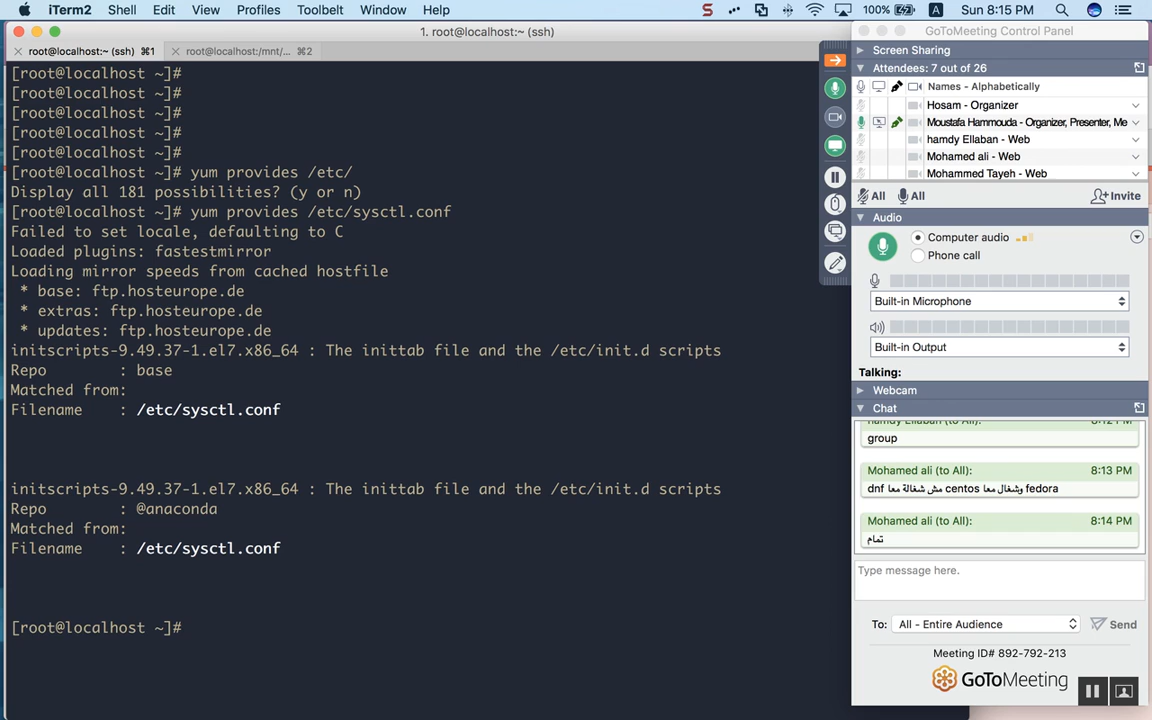 iTerm2 Shell Edit View Profiles Toolbelt Window Help
100% A Sun 8:15 PM
1. root@localhost:~ (ssh)
root@localhost:~ (ssh) ⌘1
root@localhost:/mnt/... ⌘2
[root@localhost ~]#
[root@localhost ~]#
[root@localhost ~]#
[root@localhost ~]#
[root@localhost ~]#
[root@localhost ~]# yum provides /etc/
Display all 181 possibilities? (y or n)
[root@localhost ~]# yum provides /etc/sysctl.conf
Failed to set locale, defaulting to C
Loaded plugins: fastestmirror
Loading mirror speeds from cached hostfile
* base: ftp.hosteurope.de
* extras: ftp.hosteurope.de
* updates: ftp.hosteurope.de
initscripts-9.49.37-1.el7.x86_64 : The inittab file and the /etc/init.d scripts
Repo : base
Matched from:
Filename : /etc/sysctl.conf
initscripts-9.49.37-1.el7.x86_64 : The inittab file and the /etc/init.d scripts
Repo : @anaconda
Matched from:
Filename : /etc/sysctl.conf
[root@localhost ~]#
GoToMeeting Control Panel
Screen Sharing
Attendees: 7 out of 26
Names - Alphabetically
Hosam - Organizer
Moustafa Hammouda - Organizer, Presenter, Me
hamdy Ellaban - Web
Mohamed ali - Web
Mohammed Tayeh - Web
All All Invite
Audio
Computer audio
Phone call
Built-in Microphone
Built-in Output
Talking:
Webcam
Chat
hamdy Ellaban (to All): 8:12 PM
group
Mohamed ali (to All): 8:13 PM
dnf مش شغالة معا centos وشغال معا fedora
Mohamed ali (to All): 8:14 PM
تمام
Type message here.
To: All - Entire Audience Send
Meeting ID# 892-792-213
GoToMeeting